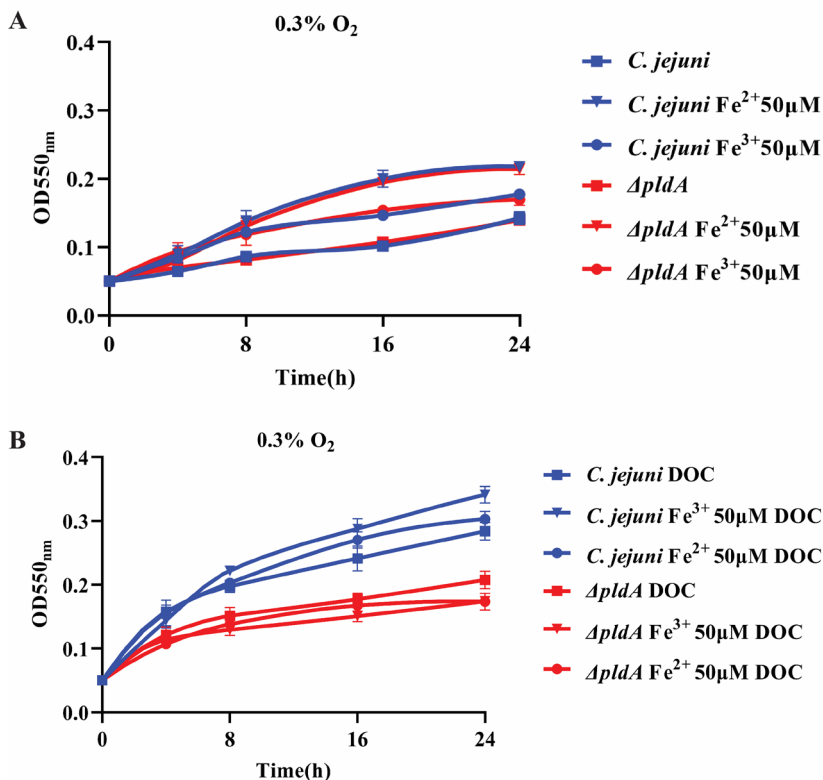 A
0.3% O₂
0.4
0.3
0.2
0.1
0.0
OD550nm
0
8
16
24
Time(h)
C. jejuni
C. jejuni Fe²⁺50μM
C. jejuni Fe³⁺50μM
ΔpldA
ΔpldA Fe²⁺50μM
ΔpldA Fe³⁺50μM
B
0.3% O₂
0.4
0.3
0.2
0.1
0.0
OD550nm
0
8
16
24
Time(h)
C. jejuni DOC
C. jejuni Fe³⁺ 50μM DOC
C. jejuni Fe²⁺ 50μM DOC
ΔpldA DOC
ΔpldA Fe³⁺ 50μM DOC
ΔpldA Fe²⁺ 50μM DOC